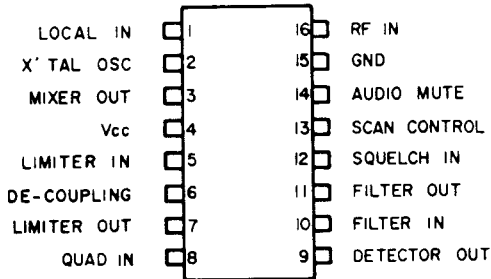 LOCAL IN 1 16 RF IN
X'TAL OSC 2 15 GND
MIXER OUT 3 14 AUDIO MUTE
Vcc 4 13 SCAN CONTROL
LIMITER IN 5 12 SQUELCH IN
DE-COUPLING 6 11 FILTER OUT
LIMITER OUT 7 10 FILTER IN
QUAD IN 8 9 DETECTOR OUT